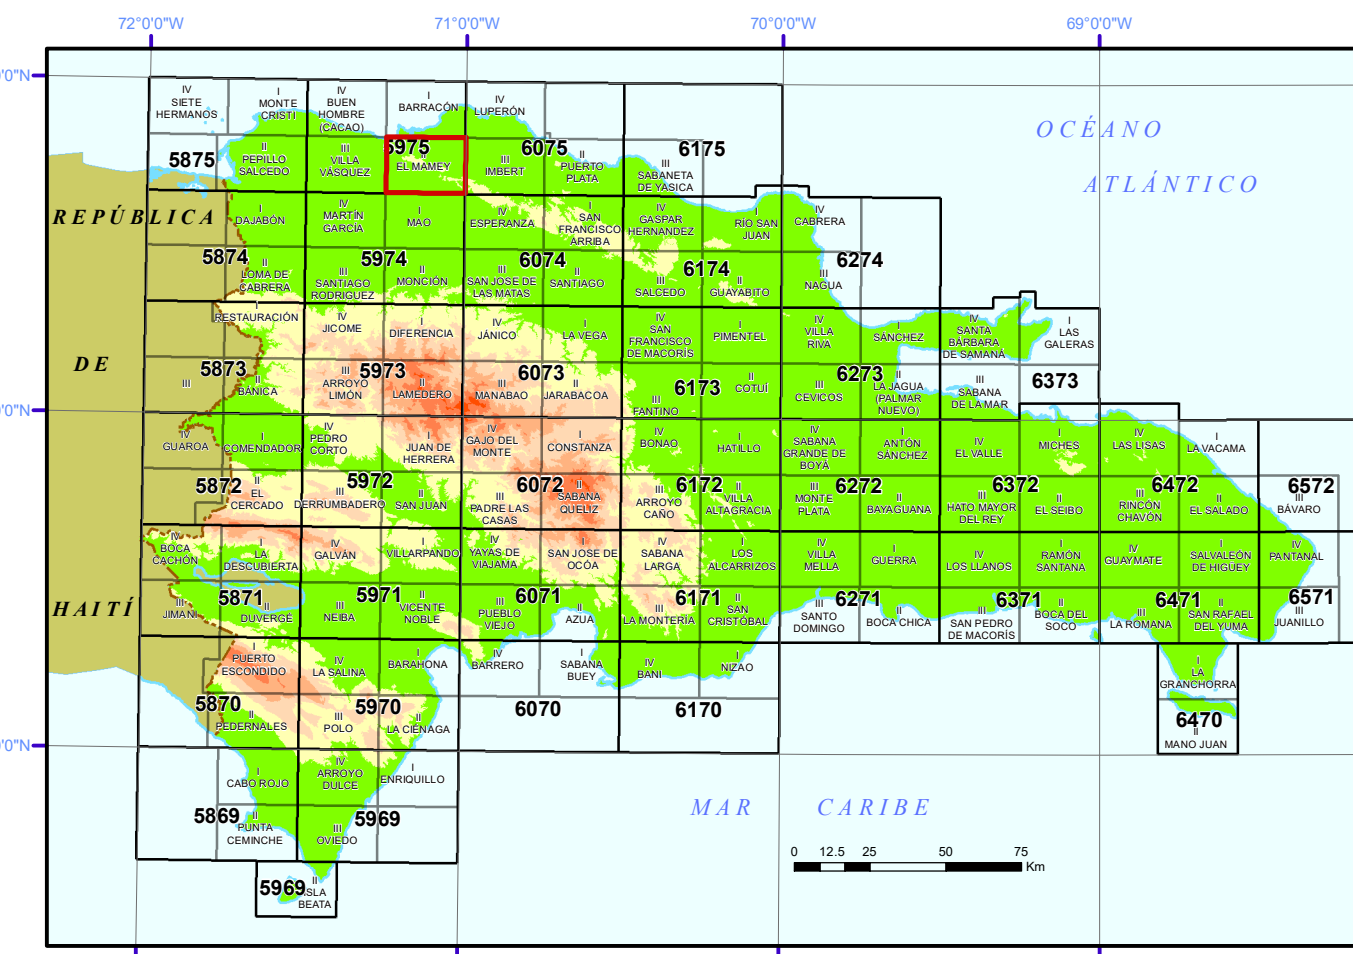 72°0'0"W
71°0'0"W
70°0'0"W
69°0'0"W
0'0"N
IV
SIETE
HERMANOS
I
MONTE
CRISTI
IV
BUEN
HOMBRE
(CACAO)
I
BARRACÓN
IV
LUPERÓN
OCÉANO
ATLÁNTICO
5875
II
PEPILLO
SALCEDO
III
VILLA
VÁSQUEZ
5975
II
EL MAMEY
III
IMBERT
6075
II
PUERTO
PLATA
III
SABANETA
DE YASICA
6175
REPÚBLICA
I
DAJABÓN
IV
MARTÍN
GARCÍA
I
MAO
IV
ESPERANZA
I
SAN
FRANCISCO
ARRIBA
IV
GASPAR
HERNANDEZ
I
RÍO SAN
JUAN
IV
CABRERA
5874
II
LOMA DE
CABRERA
5974
III
SANTIAGO
RODRIGUEZ
II
MONCIÓN
6074
III
SAN JOSE DE
LAS MATAS
II
SANTIAGO
6174
III
SALCEDO
II
GUAYABITO
III
NAGUA
6274
I
RESTAURACIÓN
IV
JICOME
I
DIFERENCIA
IV
JÁNICO
I
LA VEGA
IV
SAN
FRANCISCO
DE MACORÍS
I
PIMENTEL
IV
VILLA
RIVA
I
SÁNCHEZ
IV
SANTA
BÁRBARA
DE SAMANÁ
I
LAS
GALERAS
DE
III
5873
II
BÁNICA
5973
III
ARROYO
LIMÓN
II
LAMEDERO
6073
III
MANABAO
II
JARABACOA
6173
III
FANTINO
II
COTUÍ
6273
III
CEVICOS
II
LA JAGUA
(PALMAR
NUEVO)
III
SABANA
DE LA MAR
6373
0'0"N
IV
GUAROA
I
COMENDADOR
IV
PEDRO
CORTO
I
JUAN DE
HERRERA
IV
GAJO DEL
MONTE
I
CONSTANZA
IV
BONAO
I
HATILLO
IV
SABANA
GRANDE DE
BOYÁ
I
ANTÓN
SÁNCHEZ
IV
EL VALLE
I
MICHES
IV
LAS LISAS
I
LA VACAMA
5872
II
EL
CERCADO
5972
III
DERRUMBADERO
II
SAN JUAN
6072
III
PADRE LAS
CASAS
II
SABANA
QUELIZ
6172
III
ARROYO
CAÑO
II
VILLA
ALTAGRACIA
6272
III
MONTE
PLATA
II
BAYAGUANA
6372
III
HATO MAYOR
DEL REY
II
EL SEIBO
6472
III
RINCÓN
CHAVÓN
II
EL SALADO
6572
III
BÁVARO
IV
BOCA
CACHÓN
I
LA
DESCUBIERTA
IV
GALVÁN
I
VILLARPANDO
IV
YAYAS DE
VIAJAMA
I
SAN JOSE DE
OCÓA
IV
SABANA
LARGA
I
LOS
ALCARRIZOS
IV
VILLA
MELLA
I
GUERRA
IV
LOS LLANOS
I
RAMÓN
SANTANA
IV
GUAYMATE
I
SALVALEÓN
DE HIGUEY
IV
PANTANAL
HAITÍ
III
JIMANÍ
5871
II
DUVERGÉ
5971
III
NEIBA
II
VICENTE
NOBLE
6071
III
PUEBLO
VIEJO
II
AZUA
6171
III
LA MONTERÍA
II
SAN
CRISTÓBAL
6271
III
SANTO
DOMINGO
II
BOCA CHICA
6371
III
SAN PEDRO
DE MACORÍS
II
BOCA DEL
SOCO
6471
III
LA ROMANA
II
SAN RAFAEL
DEL YUMA
6571
III
JUANILLO
I
PUERTO
ESCONDIDO
IV
LA SALINA
I
BARAHONA
IV
BARRERO
I
SABANA
BUEY
IV
BANI
I
NIZAO
I
LA
GRANCHORRA
5870
II
PEDERNALES
5970
III
POLO
II
LA CIÉNAGA
6070
6170
6470
II
MANO JUAN
0'0"N
I
CABO ROJO
IV
ARROYO
DULCE
I
ENRIQUILLO
MAR CARIBE
5869
II
PUNTA
CEMINCHE
III
OVIEDO
5969
0 12.5 25 50 75
Km
5969
II
ISLA
BEATA